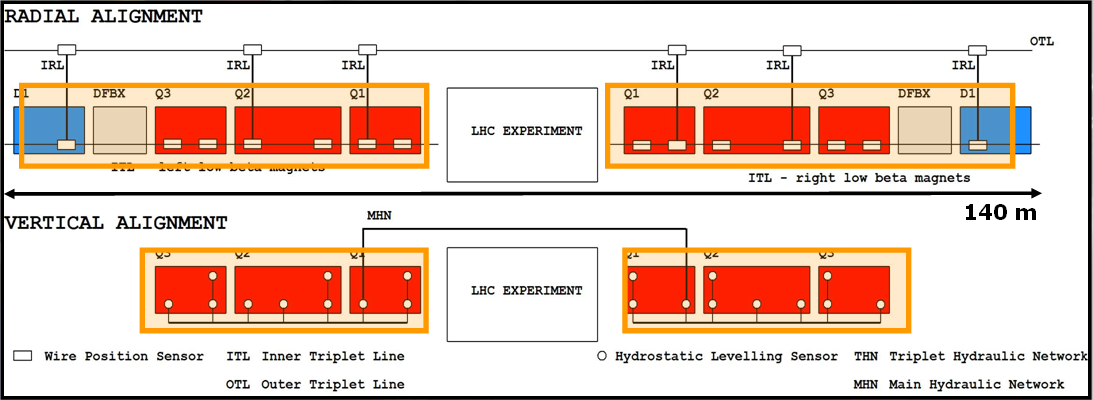 RADIAL ALIGNMENT
OTL
IRL IRL IRL IRL IRL IRL
D1 DFBX Q3 Q2 Q1 Q1 Q2 Q3 DFBX D1
LHC EXPERIMENT
ITL - left low beta magnets
ITL - right low beta magnets
140 m
VERTICAL ALIGNMENT
MHN
Q3 Q2 Q1 Q1 Q2 Q3
LHC EXPERIMENT
Wire Position Sensor ITL Inner Triplet Line Hydrostatic Levelling Sensor THN Triplet Hydraulic Network
OTL Outer Triplet Line MHN Main Hydraulic Network